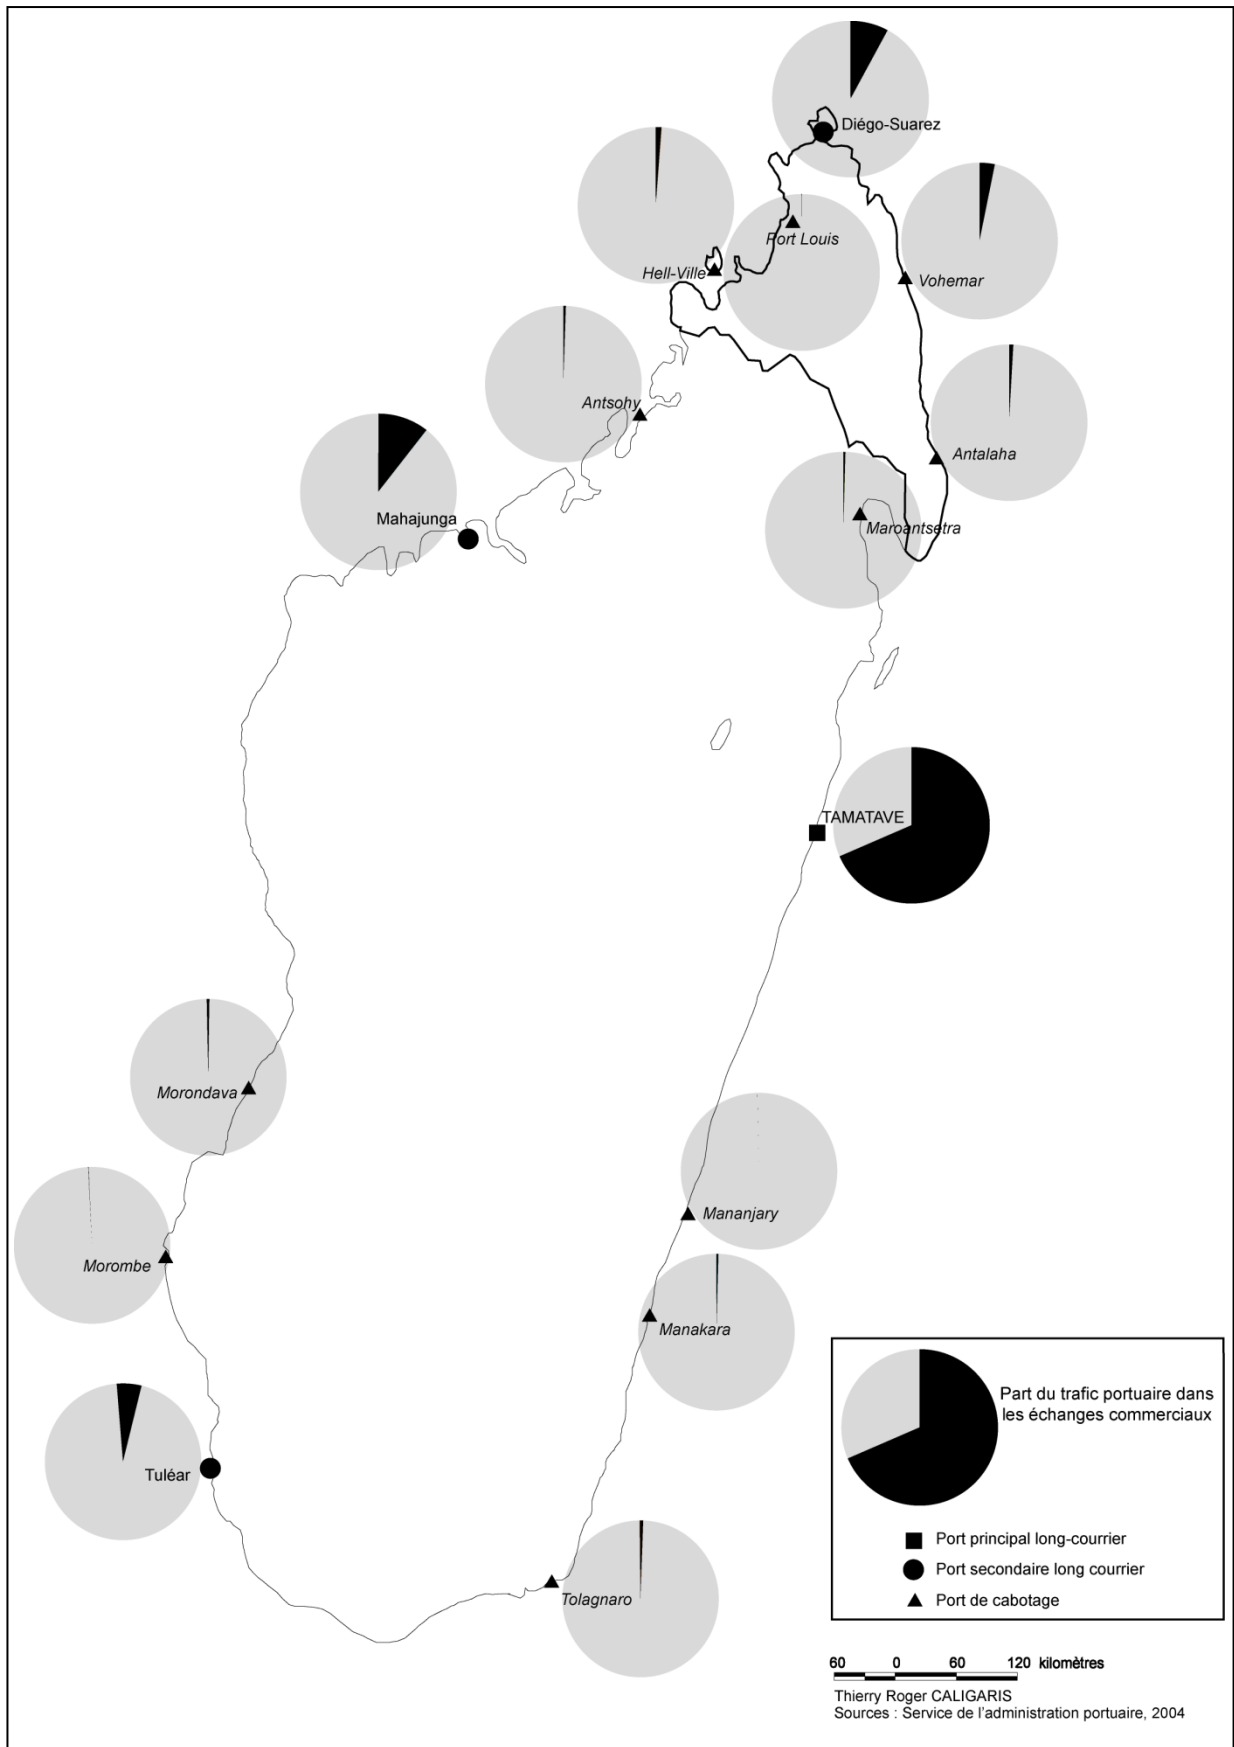 Diégo-Suarez
Port Louis
Hell-Ville
Vohemar
Antsohy
Antalaha
Mahajunga
Maroantsetra
TAMATAVE
Morondava
Mananjary
Morombe
Manakara
Tuléar
Tolagnaro
Part du trafic portuaire dans
les échanges commerciaux
Port principal long-courrier
Port secondaire long courrier
Port de cabotage
60 0 60 120 kilomètres
Thierry Roger CALIGARIS
Sources : Service de l'administration portuaire, 2004